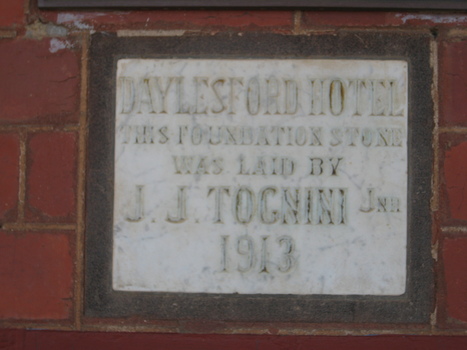 DAYLESFORD HOTEL
THIS FOUNDATION STONE
WAS LAID BY
J. J. TOGNINI JNR
1913